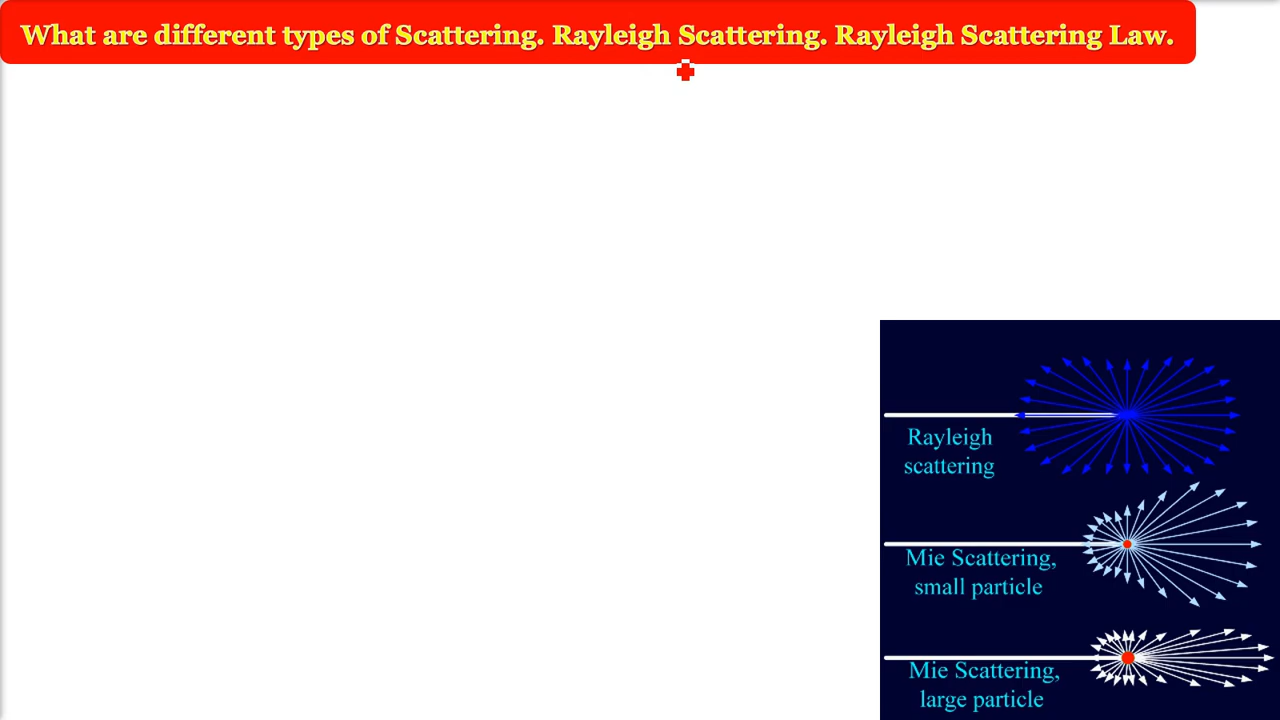 What are different types of Scattering. Rayleigh Scattering. Rayleigh Scattering Law.
Rayleigh
scattering
Mie Scattering,
small particle
Mie Scattering,
large particle